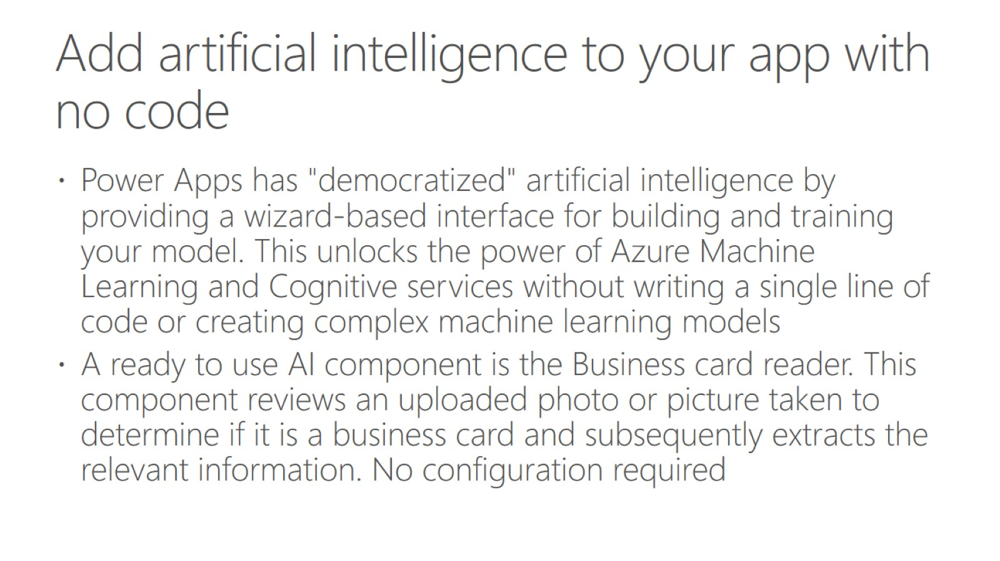 Add artificial intelligence to your app with
no code
• Power Apps has "democratized" artificial intelligence by
providing a wizard-based interface for building and training
your model. This unlocks the power of Azure Machine
Learning and Cognitive services without writing a single line of
code or creating complex machine learning models
• A ready to use AI component is the Business card reader. This
component reviews an uploaded photo or picture taken to
determine if it is a business card and subsequently extracts the
relevant information. No configuration required